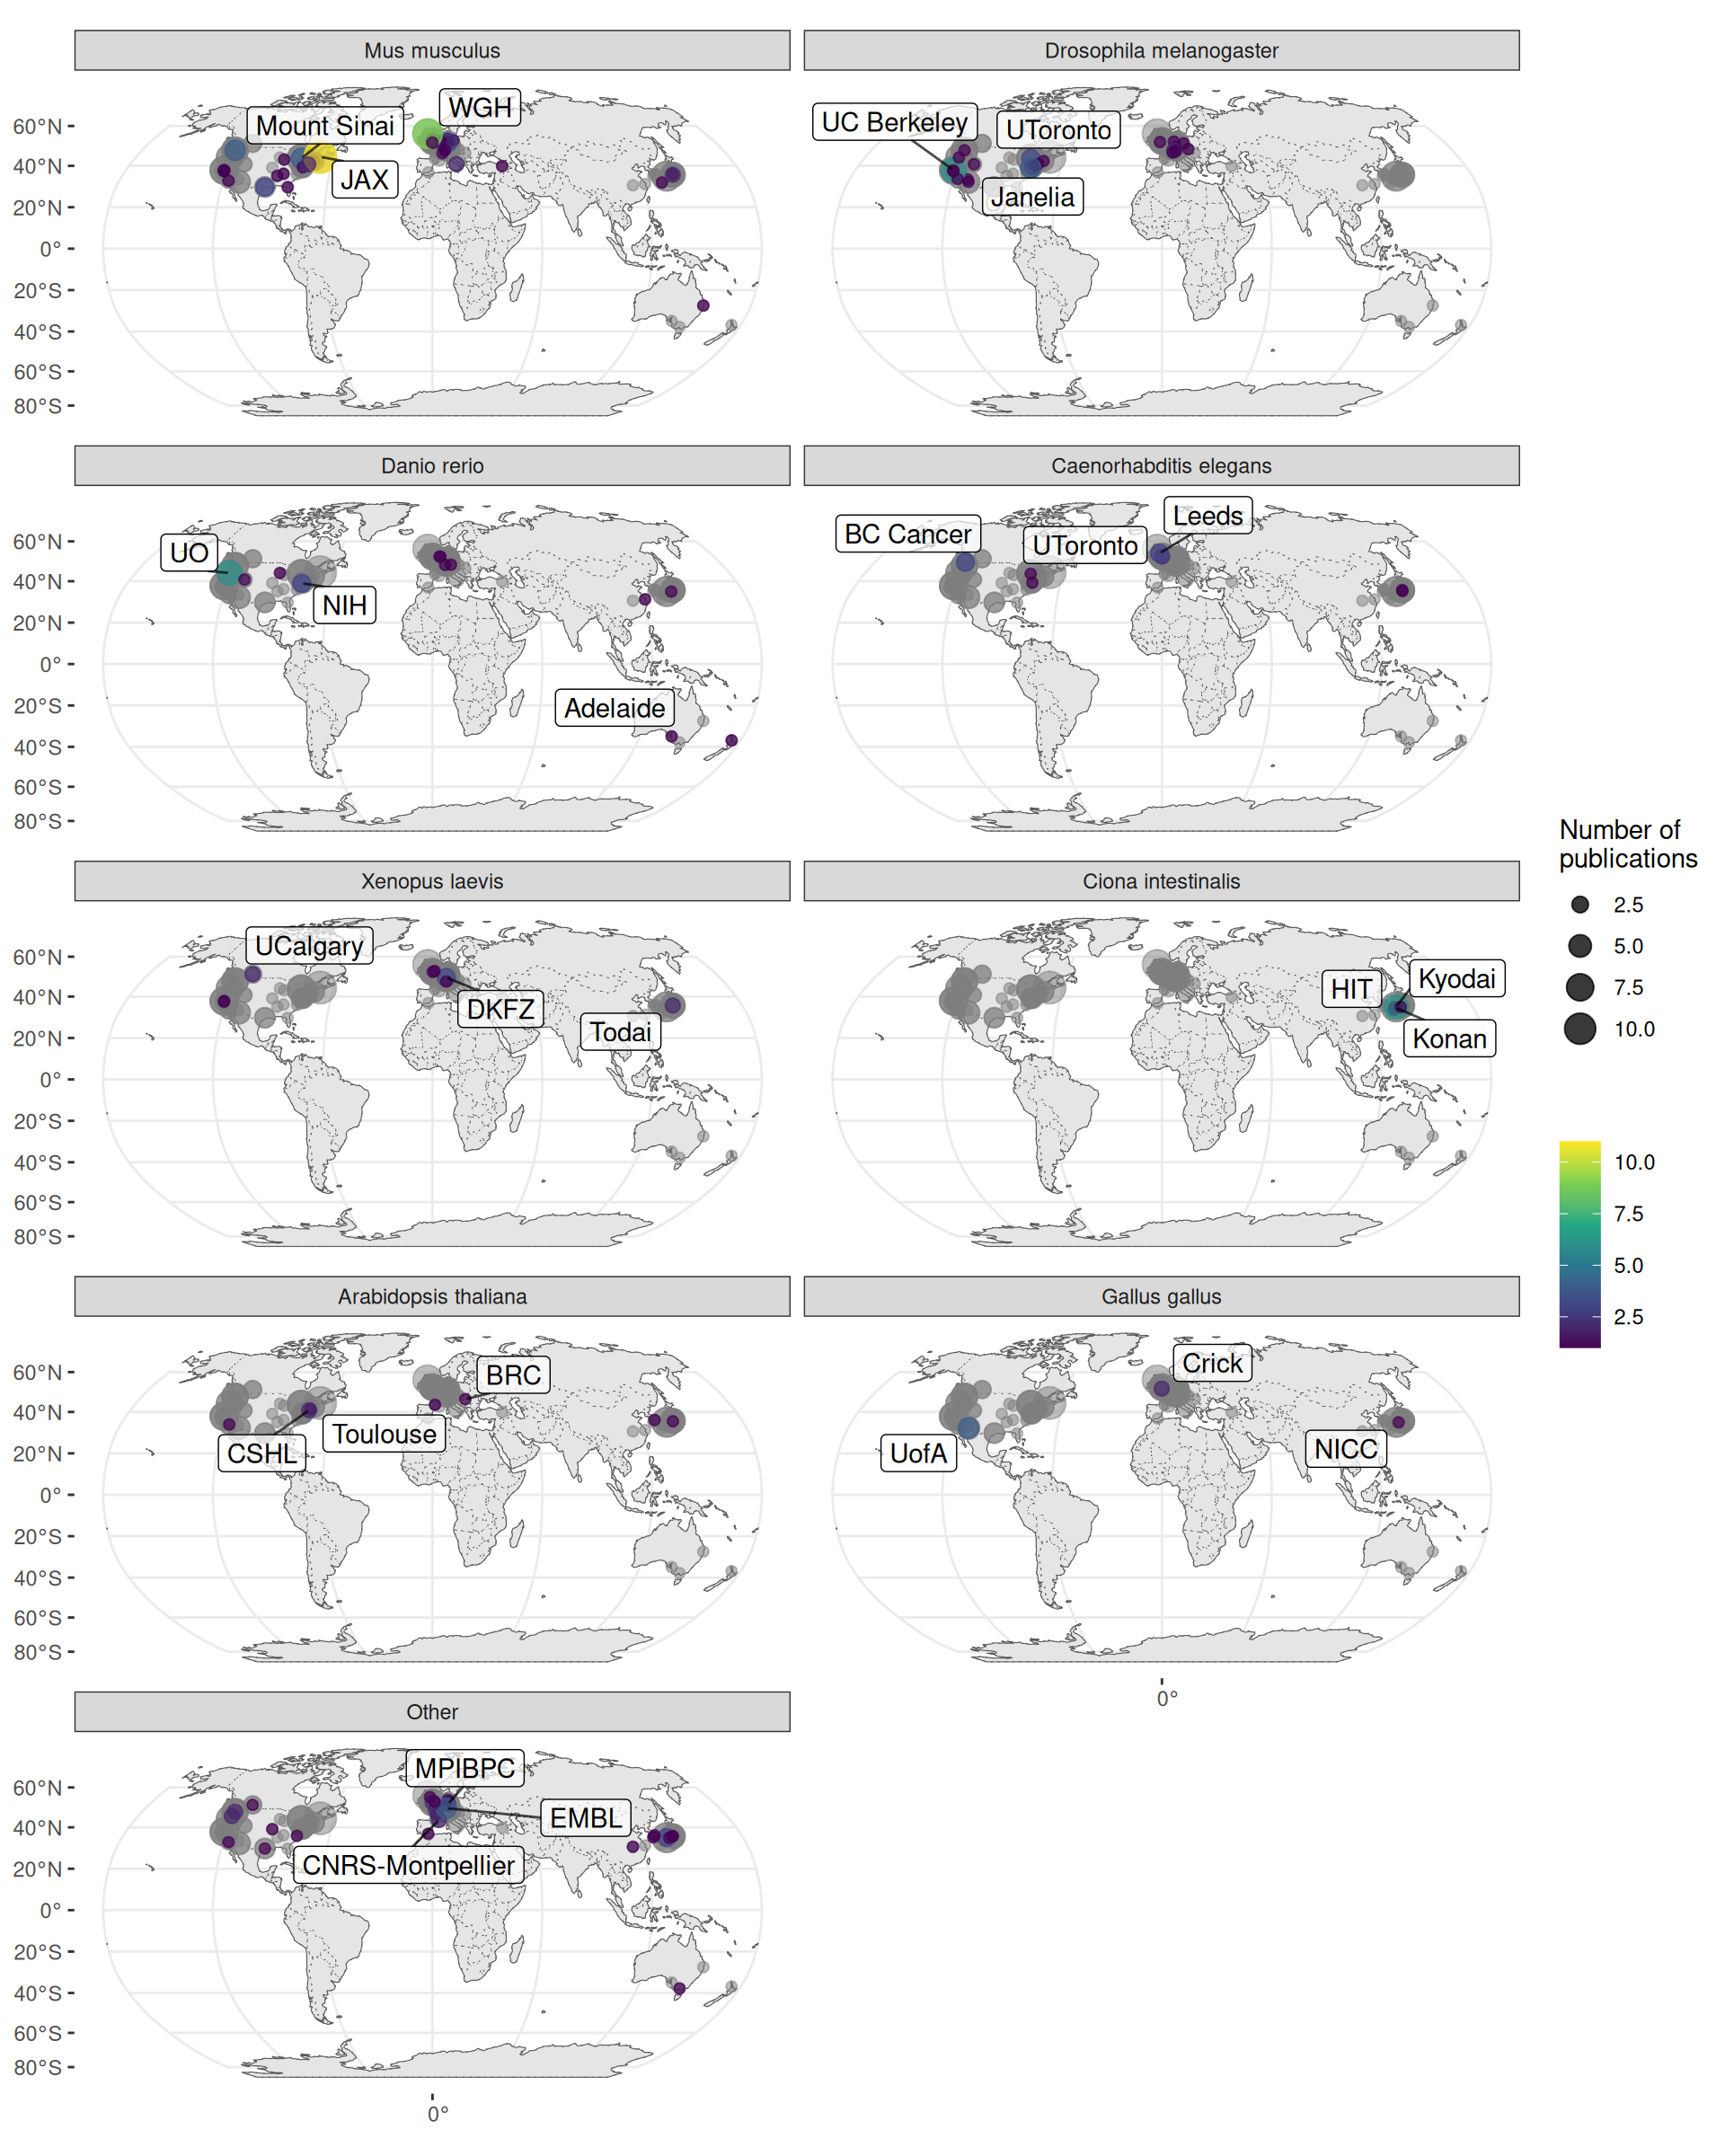 Mus musculus
Drosophila melanogaster
60°N
40°N
20°N
0°
20°S
40°S
60°S
80°S
Mount Sinai
WGH
JAX
UC Berkeley
UToronto
Janelia
Danio rerio
Caenorhabditis elegans
60°N
40°N
20°N
0°
20°S
40°S
60°S
80°S
UO
NIH
Adelaide
BC Cancer
UToronto
Leeds
Xenopus laevis
Ciona intestinalis
60°N
40°N
20°N
0°
20°S
40°S
60°S
80°S
UCalgary
DKFZ
Todai
HIT
Kyodai
Konan
Arabidopsis thaliana
Gallus gallus
60°N
40°N
20°N
0°
20°S
40°S
60°S
80°S
BRC
Toulouse
CSHL
Crick
UofA
NICC
0°
Other
60°N
40°N
20°N
0°
20°S
40°S
60°S
80°S
MPIBPC
EMBL
CNRS-Montpellier
0°
Number of
publications
2.5
5.0
7.5
10.0
10.0
7.5
5.0
2.5